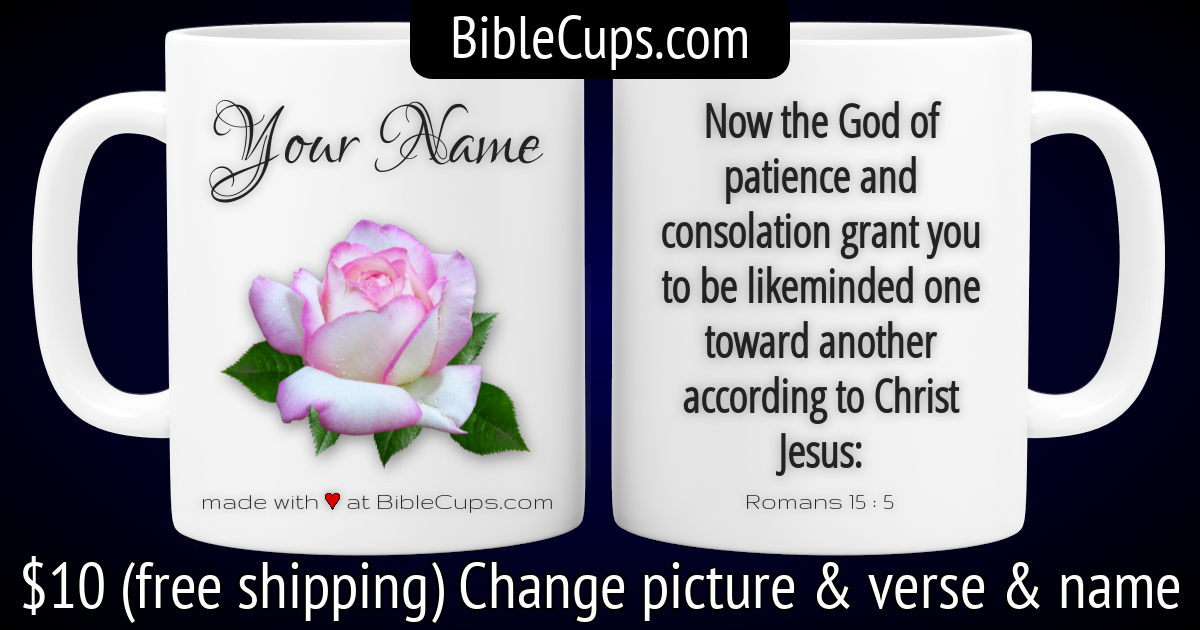 BibleCups.com
Your Name
made with ♥ at BibleCups.com
Now the God of
patience and
consolation grant you
to be likeminded one
toward another
according to Christ
Jesus:
Romans 15 : 5
$10 (free shipping) Change picture & verse & name